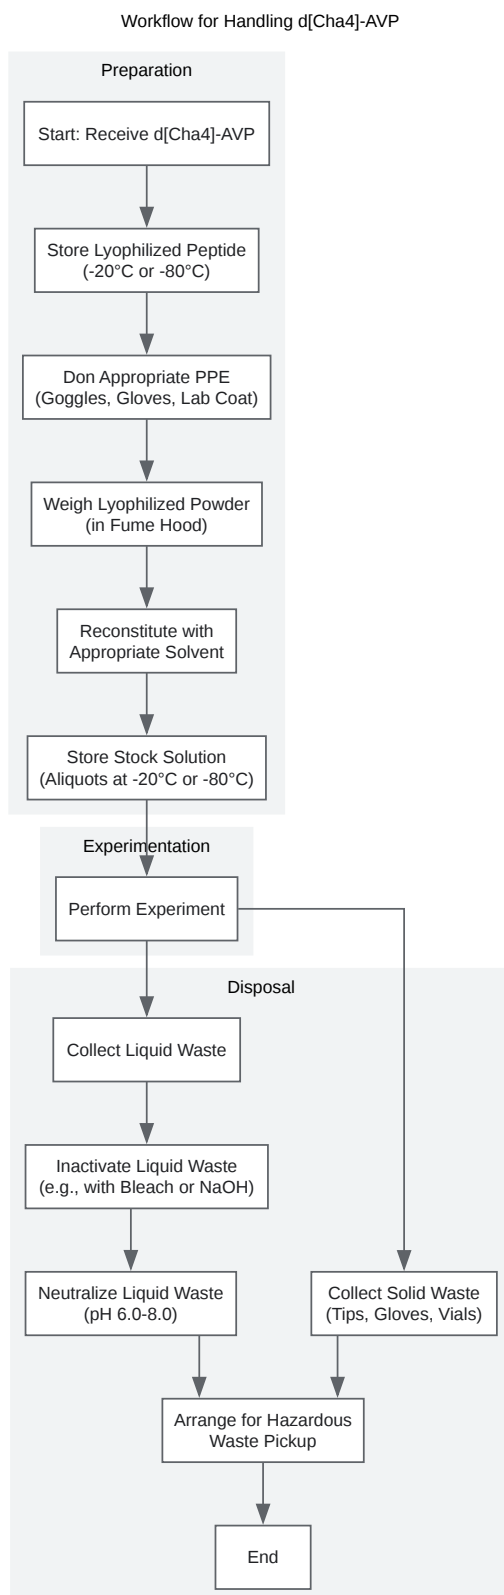 Workflow for Handling d[Cha4]-AVP
Preparation
Start: Receive d[Cha4]-AVP
Store Lyophilized Peptide
(-20°C or -80°C)
Don Appropriate PPE
(Goggles, Gloves, Lab Coat)
Weigh Lyophilized Powder
(in Fume Hood)
Reconstitute with
Appropriate Solvent
Store Stock Solution
(Aliquots at -20°C or -80°C)
Experimentation
Perform Experiment
Disposal
Collect Liquid Waste
Inactivate Liquid Waste
(e.g., with Bleach or NaOH)
Neutralize Liquid Waste
(pH 6.0-8.0)
Collect Solid Waste
(Tips, Gloves, Vials)
Arrange for Hazardous
Waste Pickup
End